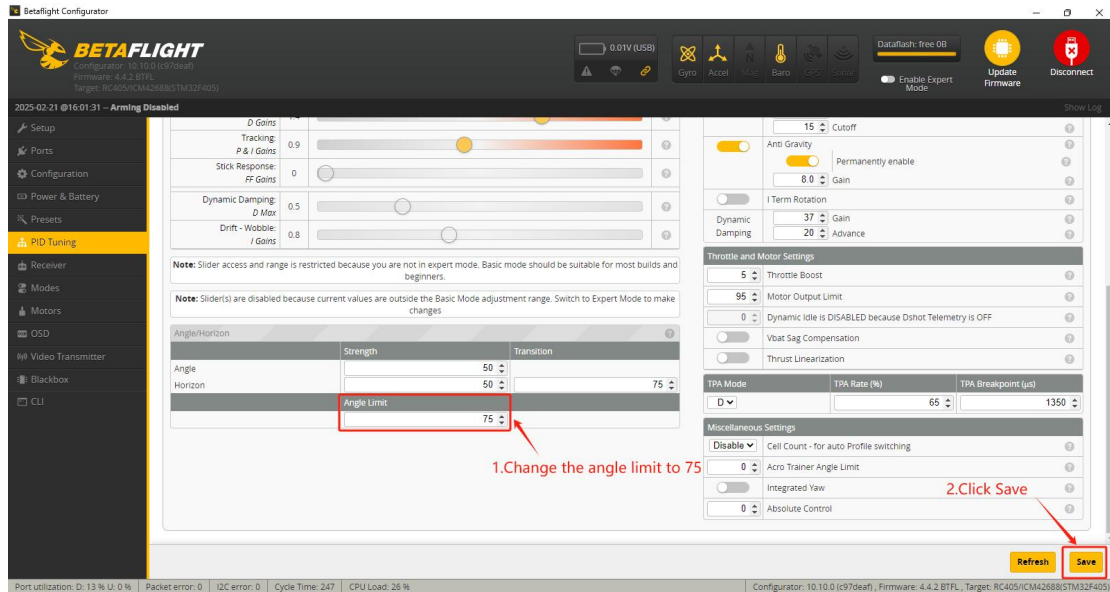 Betaflight Configurator
BETAFLIGHT
Configurator: 10.10.0 (c97deaf)
Firmware: 4.4.2 BTFL
Target: RC405/ICM42688(STM32F405)
0.01V (USB)
Gyro Accel Mag Baro GPS Sonar
Dataflash: free 0B
Enable Expert
Mode
Update
Firmware
Disconnect
2025-02-21 @16:01:31 -- Arming Disabled
Show Log
Setup
Ports
Configuration
Power & Battery
Presets
PID Tuning
Receiver
Modes
Motors
OSD
Video Transmitter
Blackbox
CLI
D Gains
Tracking:
P & I Gains
0.9
Stick Response:
FF Gains
0
Dynamic Damping:
D Max
0.5
Drift - Wobble:
I Gains
0.8
Note: Slider access and range is restricted because you are not in expert mode. Basic mode should be suitable for most builds and
beginners.
Note: Slider(s) are disabled because current values are outside the Basic Mode adjustment range. Switch to Expert Mode to make
changes
Angle/Horizon
Strength Transition
Angle 50
Horizon 50 75
Angle Limit
75
1.Change the angle limit to 75
15 Cutoff
Anti Gravity
Permanently enable
8.0 Gain
I Term Rotation
Dynamic
Damping
37 Gain
20 Advance
Throttle and Motor Settings
5 Throttle Boost
95 Motor Output Limit
0 Dynamic Idle is DISABLED because Dshot Telemetry is OFF
Vbat Sag Compensation
Thrust Linearization
TPA Mode TPA Rate (%) TPA Breakpoint (µs)
D 65 1350
Miscellaneous Settings
Disable Cell Count - for auto Profile switching
0 Acro Trainer Angle Limit
Integrated Yaw
0 Absolute Control
2.Click Save
Refresh Save
Port utilization: D: 13 % U: 0 % Packet error: 0 I2C error: 0 Cycle Time: 247 CPU Load: 26 %
Configurator: 10.10.0 (c97deaf) , Firmware: 4.4.2 BTFL , Target: RC405/ICM42688(STM32F405)